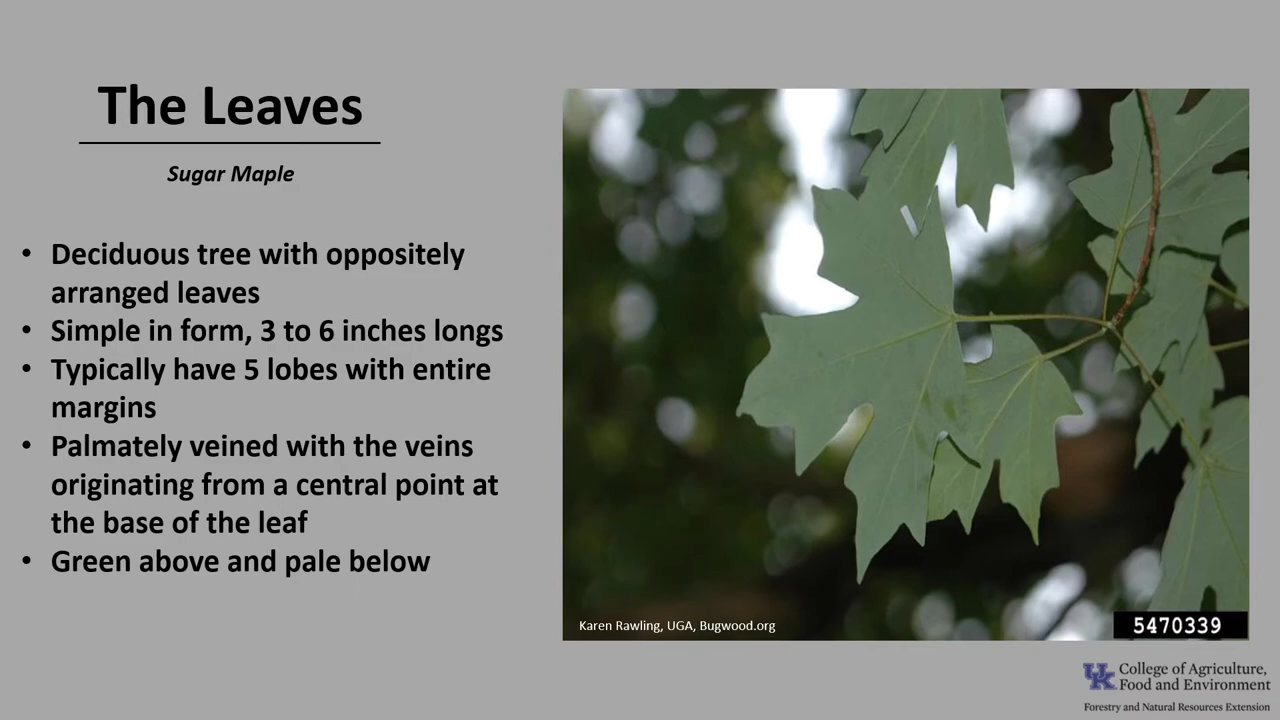 The Leaves
Sugar Maple
• Deciduous tree with oppositely
arranged leaves
• Simple in form, 3 to 6 inches longs
• Typically have 5 lobes with entire
margins
• Palmately veined with the veins
originating from a central point at
the base of the leaf
• Green above and pale below
Karen Rawling, UGA, Bugwood.org
5470339
UK College of Agriculture,
Food and Environment
Forestry and Natural Resources Extension